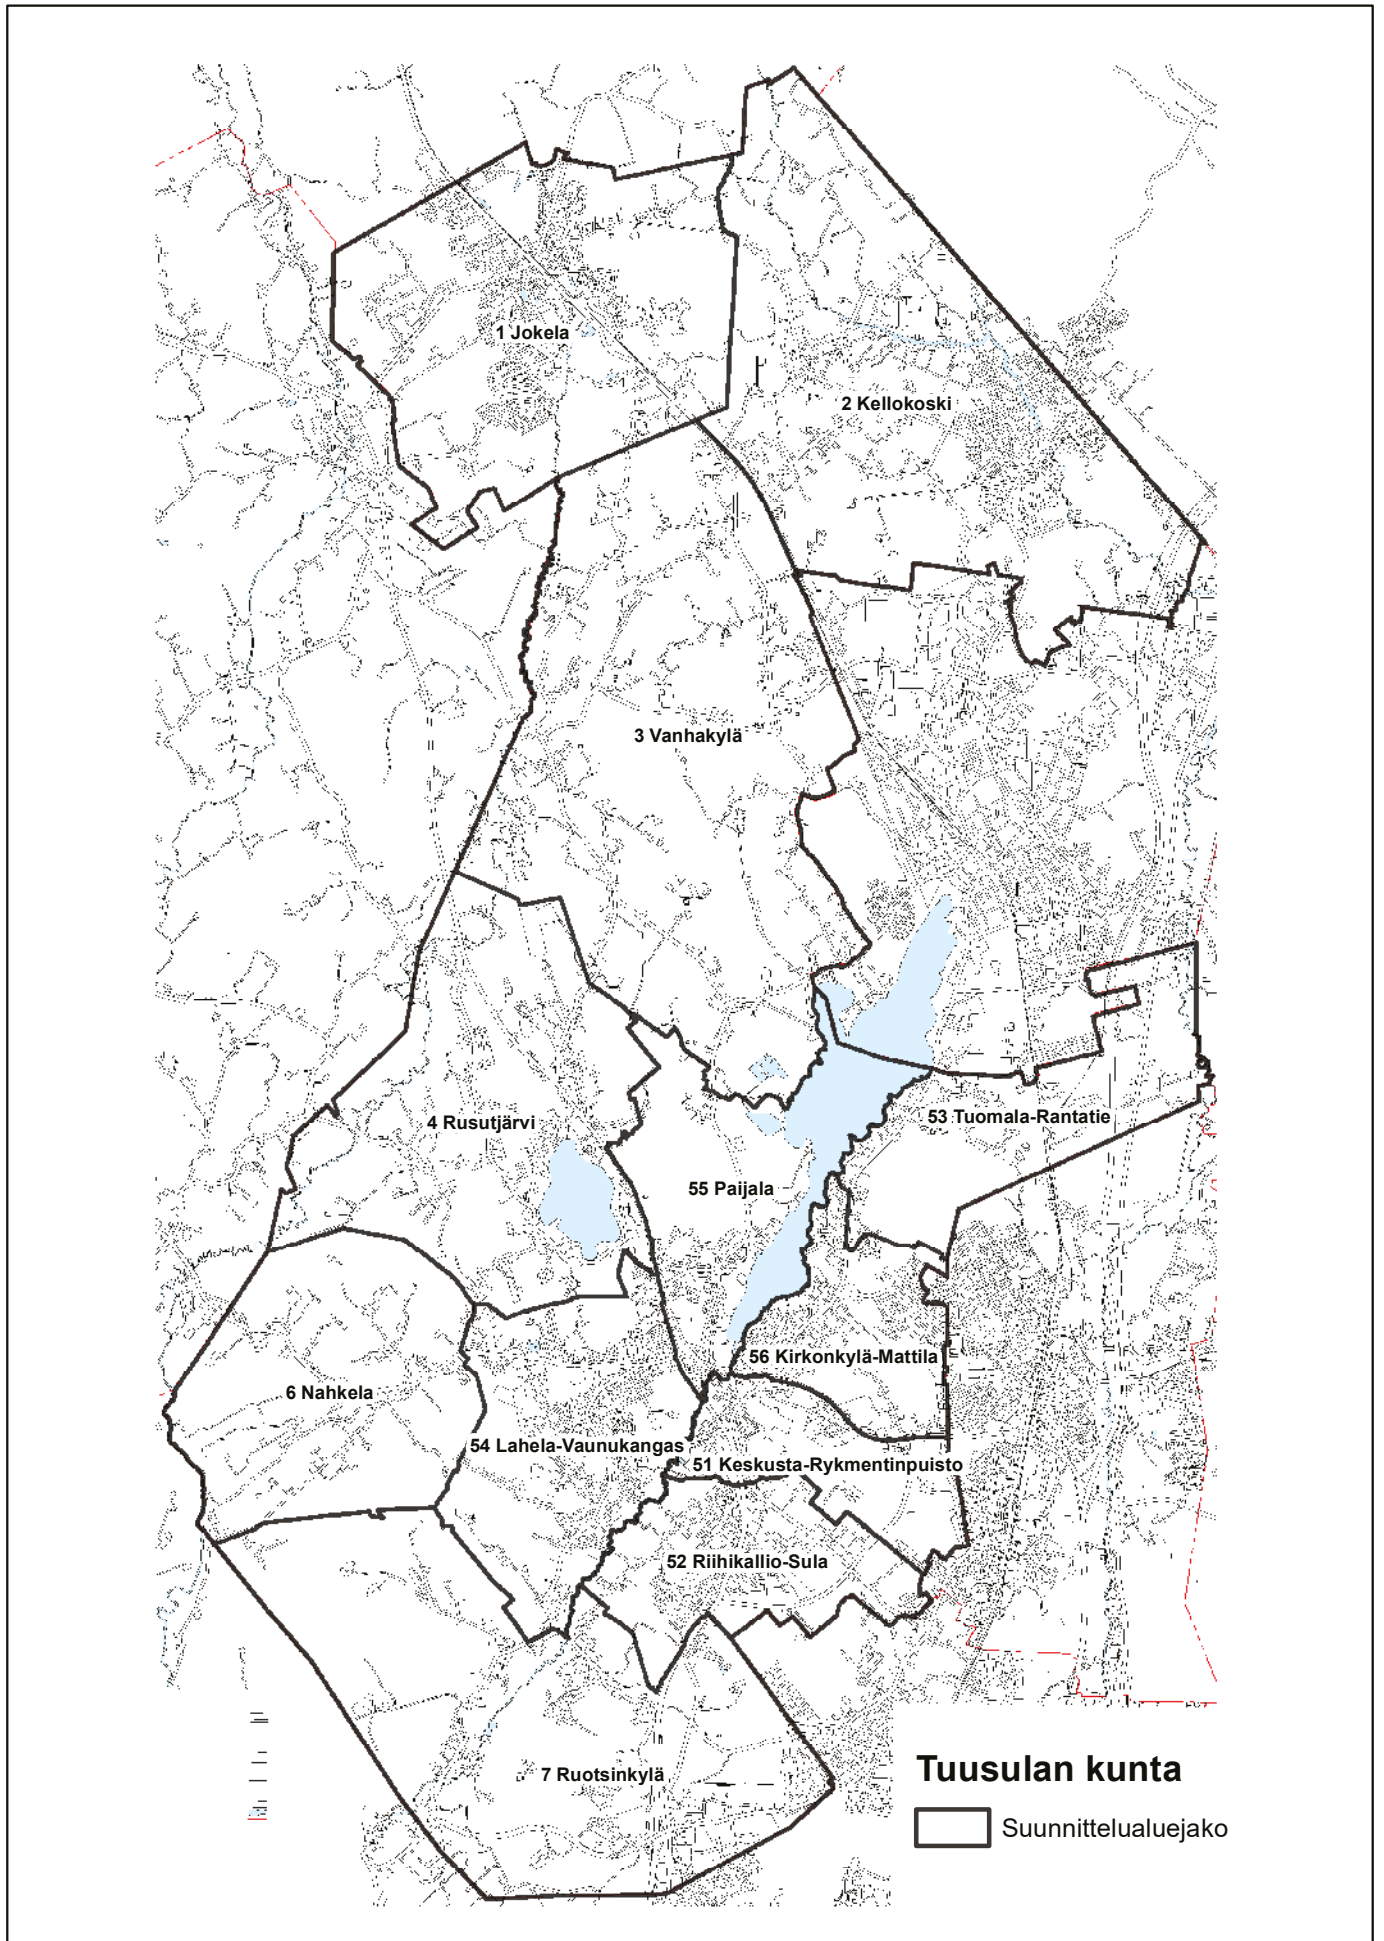 1 Jokela
2 Kellokoski
3 Vanhakylä
4 Rusutjärvi
53 Tuomala-Rantatie
55 Paijala
56 Kirkonkylä-Mattila
6 Nahkela
54 Lahela-Vaunukangas
51 Keskusta-Rykmentinpuisto
52 Riihikallio-Sula
7 Ruotsinkylä
Tuusulan kunta
Suunnittelualuejako